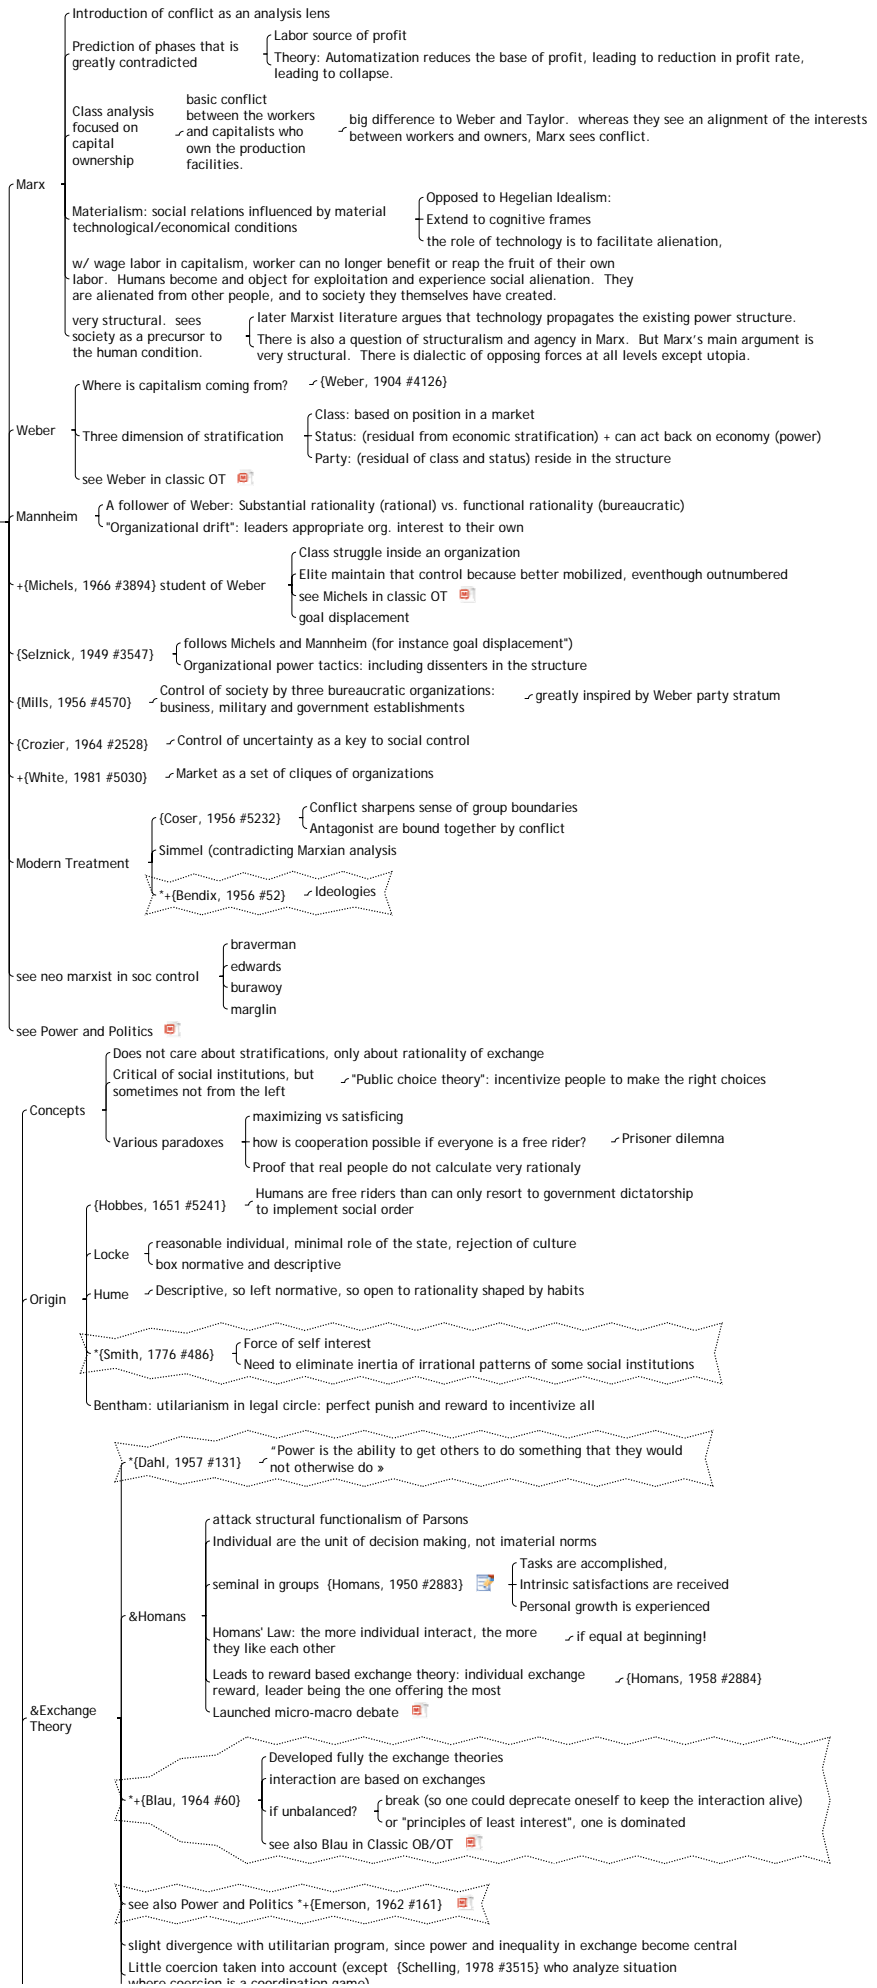 Introduction of conflict as an analysis lens
Prediction of phases that is
greatly contradicted
Labor source of profit
Theory: Automatization reduces the base of profit, leading to reduction in profit rate,
leading to collapse.
Class analysis
focused on
capital
ownership
basic conflict
between the workers
and capitalists who
own the production
facilities.
big difference to Weber and Taylor.  whereas they see an alignment of the interests
between workers and owners, Marx sees conflict.
Marx
Materialism: social relations influenced by material
technological/economical conditions
Opposed to Hegelian Idealism:
Extend to cognitive frames
the role of technology is to facilitate alienation,
w/ wage labor in capitalism, worker can no longer benefit or reap the fruit of their own
labor.  Humans become and object for exploitation and experience social alienation.  They
are alienated from other people, and to society they themselves have created.
very structural.  sees
society as a precursor to
the human condition.
later Marxist literature argues that technology propagates the existing power structure.
There is also a question of structuralism and agency in Marx.  But Marx's main argument is
very structural.  There is dialectic of opposing forces at all levels except utopia.
Weber
Where is capitalism coming from?
{Weber, 1904 #4126}
Three dimension of stratification
Class: based on position in a market
Status: (residual from economic stratification) + can act back on economy (power)
Party: (residual of class and status) reside in the structure
see Weber in classic OT
Mannheim
A follower of Weber: Substantial rationality (rational) vs. functional rationality (bureaucratic)
"Organizational drift": leaders appropriate org. interest to their own
+{Michels, 1966 #3894} student of Weber
Class struggle inside an organization
Elite maintain that control because better mobilized, eventhough outnumbered
see Michels in classic OT
goal displacement
{Selznick, 1949 #3547}
follows Michels and Mannheim (for instance goal displacement")
Organizational power tactics: including dissenters in the structure
{Mills, 1956 #4570}
Control of society by three bureaucratic organizations:
business, military and government establishments
greatly inspired by Weber party stratum
{Crozier, 1964 #2528}
Control of uncertainty as a key to social control
+{White, 1981 #5030}
Market as a set of cliques of organizations
Modern Treatment
{Coser, 1956 #5232}
Conflict sharpens sense of group boundaries
Antagonist are bound together by conflict
Simmel (contradicting Marxian analysis
*+{Bendix, 1956 #52}
Ideologies
see neo marxist in soc control
braverman
edwards
burawoy
marglin
see Power and Politics
Concepts
Does not care about stratifications, only about rationality of exchange
Critical of social institutions, but
sometimes not from the left
"Public choice theory": incentivize people to make the right choices
Various paradoxes
maximizing vs satisficing
how is cooperation possible if everyone is a free rider?
Prisoner dilemna
Proof that real people do not calculate very rationaly
Origin
{Hobbes, 1651 #5241}
Humans are free riders than can only resort to government dictatorship
to implement social order
Locke
reasonable individual, minimal role of the state, rejection of culture
box normative and descriptive
Hume
Descriptive, so left normative, so open to rationality shaped by habits
*{Smith, 1776 #486}
Force of self interest
Need to eliminate inertia of irrational patterns of some social institutions
Bentham: utilarianism in legal circle: perfect punish and reward to incentivize all
&Exchange
Theory
*{Dahl, 1957 #131}
“Power is the ability to get others to do something that they would
not otherwise do »
&Homans
attack structural functionalism of Parsons
Individual are the unit of decision making, not imaterial norms
seminal in groups  {Homans, 1950 #2883}
Tasks are accomplished,
Intrinsic satisfactions are received
Personal growth is experienced
Homans' Law: the more individual interact, the more
they like each other
if equal at beginning!
Leads to reward based exchange theory: individual exchange
reward, leader being the one offering the most
{Homans, 1958 #2884}
Launched micro-macro debate
*+{Blau, 1964 #60}
Developed fully the exchange theories
interaction are based on exchanges
if unbalanced?
break (so one could deprecate oneself to keep the interaction alive)
or "principles of least interest", one is dominated
see also Blau in Classic OB/OT
see also Power and Politics *+{Emerson, 1962 #161}
slight divergence with utilitarian program, since power and inequality in exchange become central
Little coercion taken into account (except  {Schelling, 1978 #3515} who analyze situation
where coercion is a coordination game)